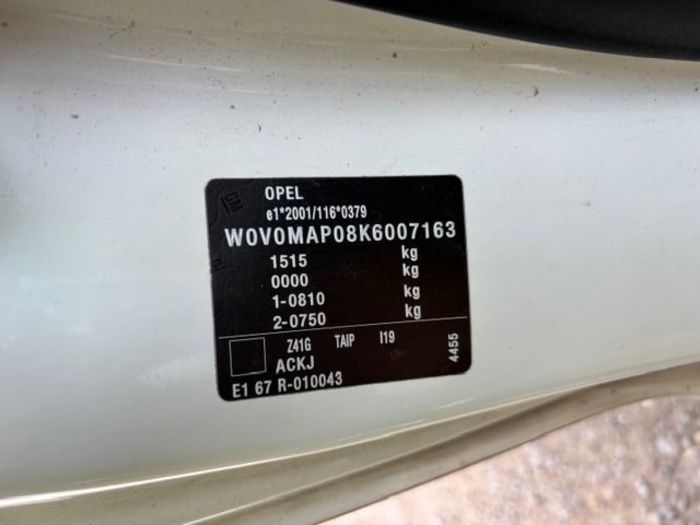 OPEL
e1*2001/116*0379
W0V0MAP08K6007163
1515 kg
0000 kg
1-0810 kg
2-0750 kg
Z41G TAIP I19
ACKJ
4455
E1 67 R-010043